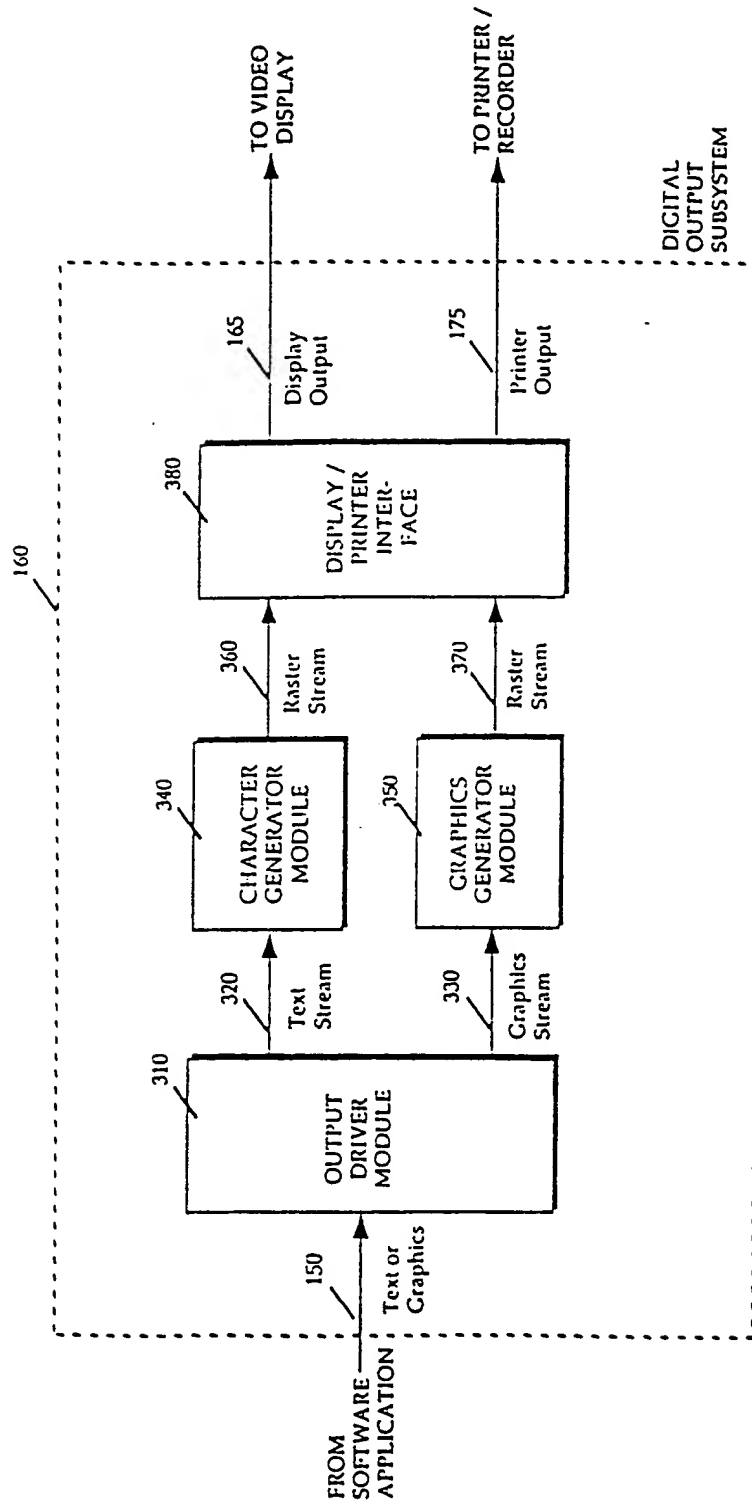 160
FROM
SOFTWARE
APPLICATION
150
Text or
Graphics
310
OUTPUT
DRIVER
MODULE
320
Text
Stream
330
Graphics
Stream
340
CHARACTER
GENERATOR
MODULE
350
GRAPHICS
GENERATOR
MODULE
360
Raster
Stream
370
Raster
Stream
380
DISPLAY /
PRINTER
INTER-
FACE
165
Display
Output
175
Printer
Output
TO VIDEO
DISPLAY
TO PRINTER /
RECORDER
DIGITAL
OUTPUT
SUBSYSTEM